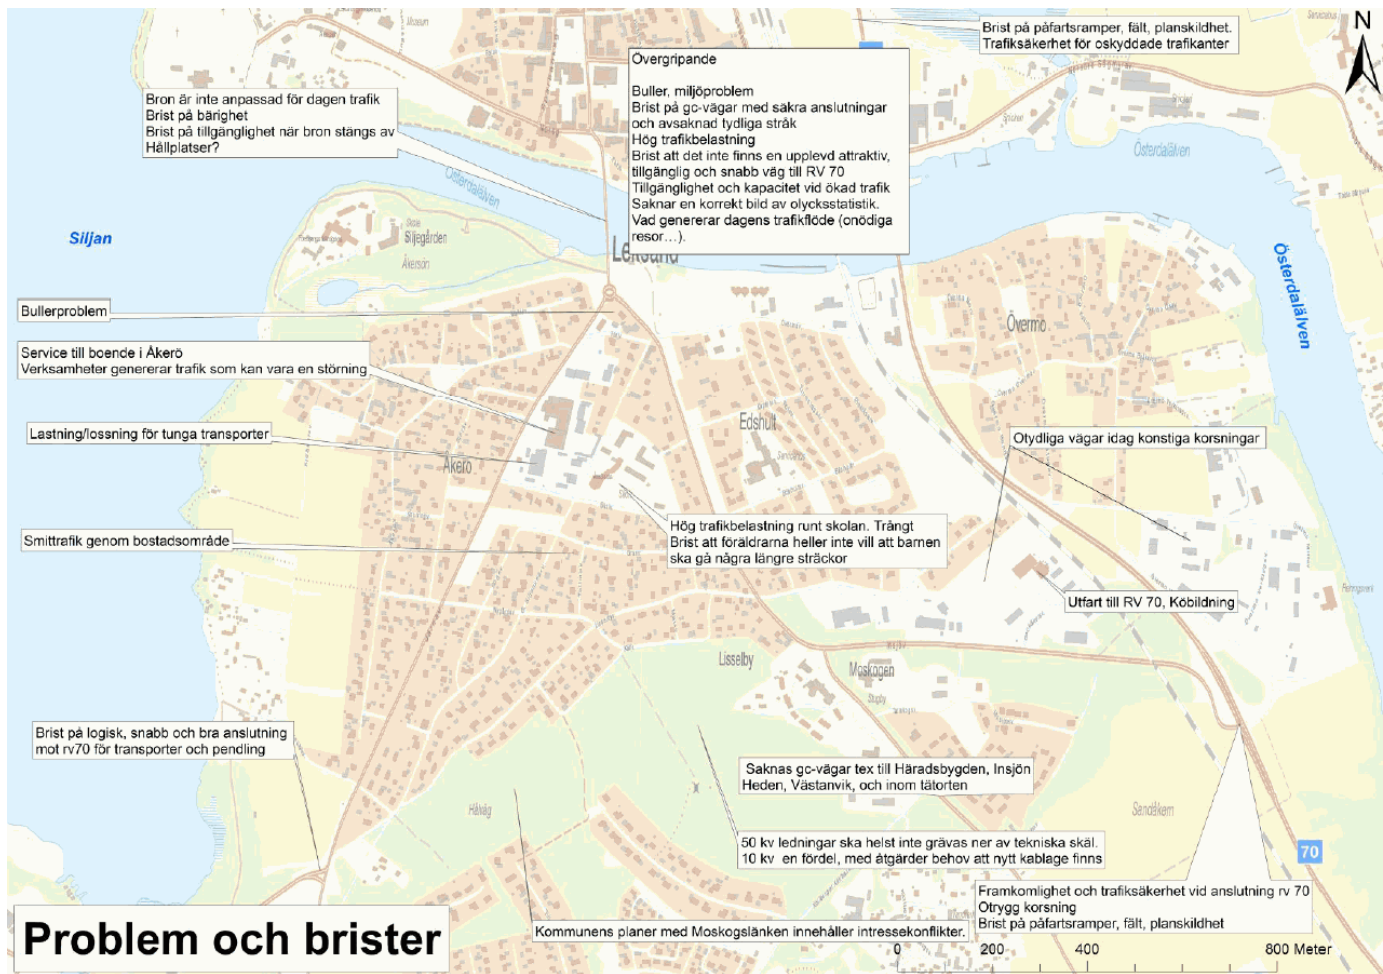 Brist på påfartsramper, fält, planskildhet.
Trafiksäkerhet för oskyddade trafikanter
N
Övergripande
Buller, miljöproblem
Brist på gc-vägar med säkra anslutningar
och avsaknad tydliga stråk
Hög trafikbelastning
Brist att det inte finns en upplevd attraktiv,
tillgänglig och snabb väg till RV 70
Tillgänglighet och kapacitet vid ökad trafik
Saknar en korrekt bild av olycksstatistik.
Vad genererar dagens trafikflöde (onödiga
resor…).
Bron är inte anpassad för dagen trafik
Brist på bärighet
Brist på tillgänglighet när bron stängs av
Hållplatser?
Österdalälven
Österdalälven
Siljan
Siljegården
Åkersön
Leksand
Österdalälven
Bullerproblem
Övermo
Service till boende i Åkerö
Verksamheter genererar trafik som kan vara en störning
Edshult
Lastning/lossning för tunga transporter
Åkerö
Otydliga vägar idag konstiga korsningar
Hög trafikbelastning runt skolan. Trångt
Brist att föräldrarna heller inte vill att barnen
ska gå några längre sträckor
Smittrafik genom bostadsområde
Utfart till RV 70, Köbildning
Lisselby
Moskogen
Brist på logisk, snabb och bra anslutning
mot rv70 för transporter och pendling
Saknas gc-vägar tex till Häradsbygden, Insjön
Heden, Västanvik, och inom tätorten
Sandåkern
50 kv ledningar ska helst inte grävas ner av tekniska skäl.
10 kv en fördel, med åtgärder behov att nytt kablage finns
70
Framkomlighet och trafiksäkerhet vid anslutning rv 70
Otrygg korsning
Brist på påfartsramper, fält, planskildhet
Kommunens planer med Moskogslänken innehåller intressekonflikter.
Problem och brister
0 200 400 800 Meter